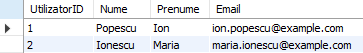 UtilizatorID Nume Prenume Email
1 Popescu Ion ion.popescu@example.com
2 Ionescu Maria maria.ionescu@example.com